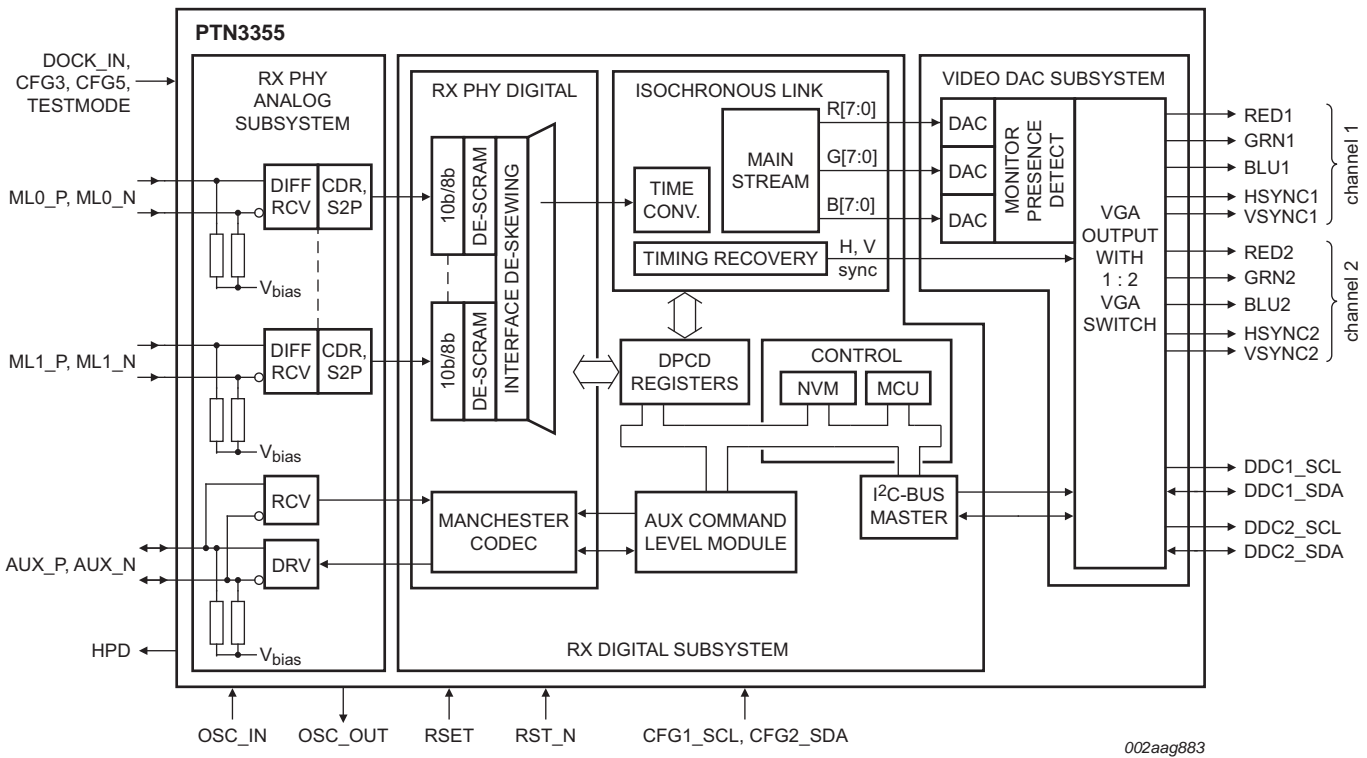 PTN3355
DOCK_IN,
CFG3, CFG5,
TESTMODE
RX PHY
ANALOG
SUBSYSTEM
RX PHY DIGITAL
ISOCHRONOUS LINK
VIDEO DAC SUBSYSTEM
ML0_P, ML0_N
DIFF
RCV
CDR,
S2P
Vbias
10b/8b
DE-SCRAM
INTERFACE DE-SKEWING
TIME
CONV.
MAIN
STREAM
TIMING RECOVERY
R[7:0]
G[7:0]
B[7:0]
H, V
sync
DAC
DAC
DAC
MONITOR
PRESENCE
DETECT
VGA
OUTPUT
WITH
1 : 2
VGA
SWITCH
RED1
GRN1
BLU1
HSYNC1
VSYNC1
channel 1
RED2
GRN2
BLU2
HSYNC2
VSYNC2
channel 2
ML1_P, ML1_N
DIFF
RCV
CDR,
S2P
Vbias
10b/8b
DE-SCRAM
DPCD
REGISTERS
CONTROL
NVM
MCU
AUX_P, AUX_N
RCV
DRV
Vbias
MANCHESTER
CODEC
AUX COMMAND
LEVEL MODULE
I2C-BUS
MASTER
DDC1_SCL
DDC1_SDA
DDC2_SCL
DDC2_SDA
HPD
RX DIGITAL SUBSYSTEM
OSC_IN
OSC_OUT
RSET
RST_N
CFG1_SCL, CFG2_SDA
002aag883